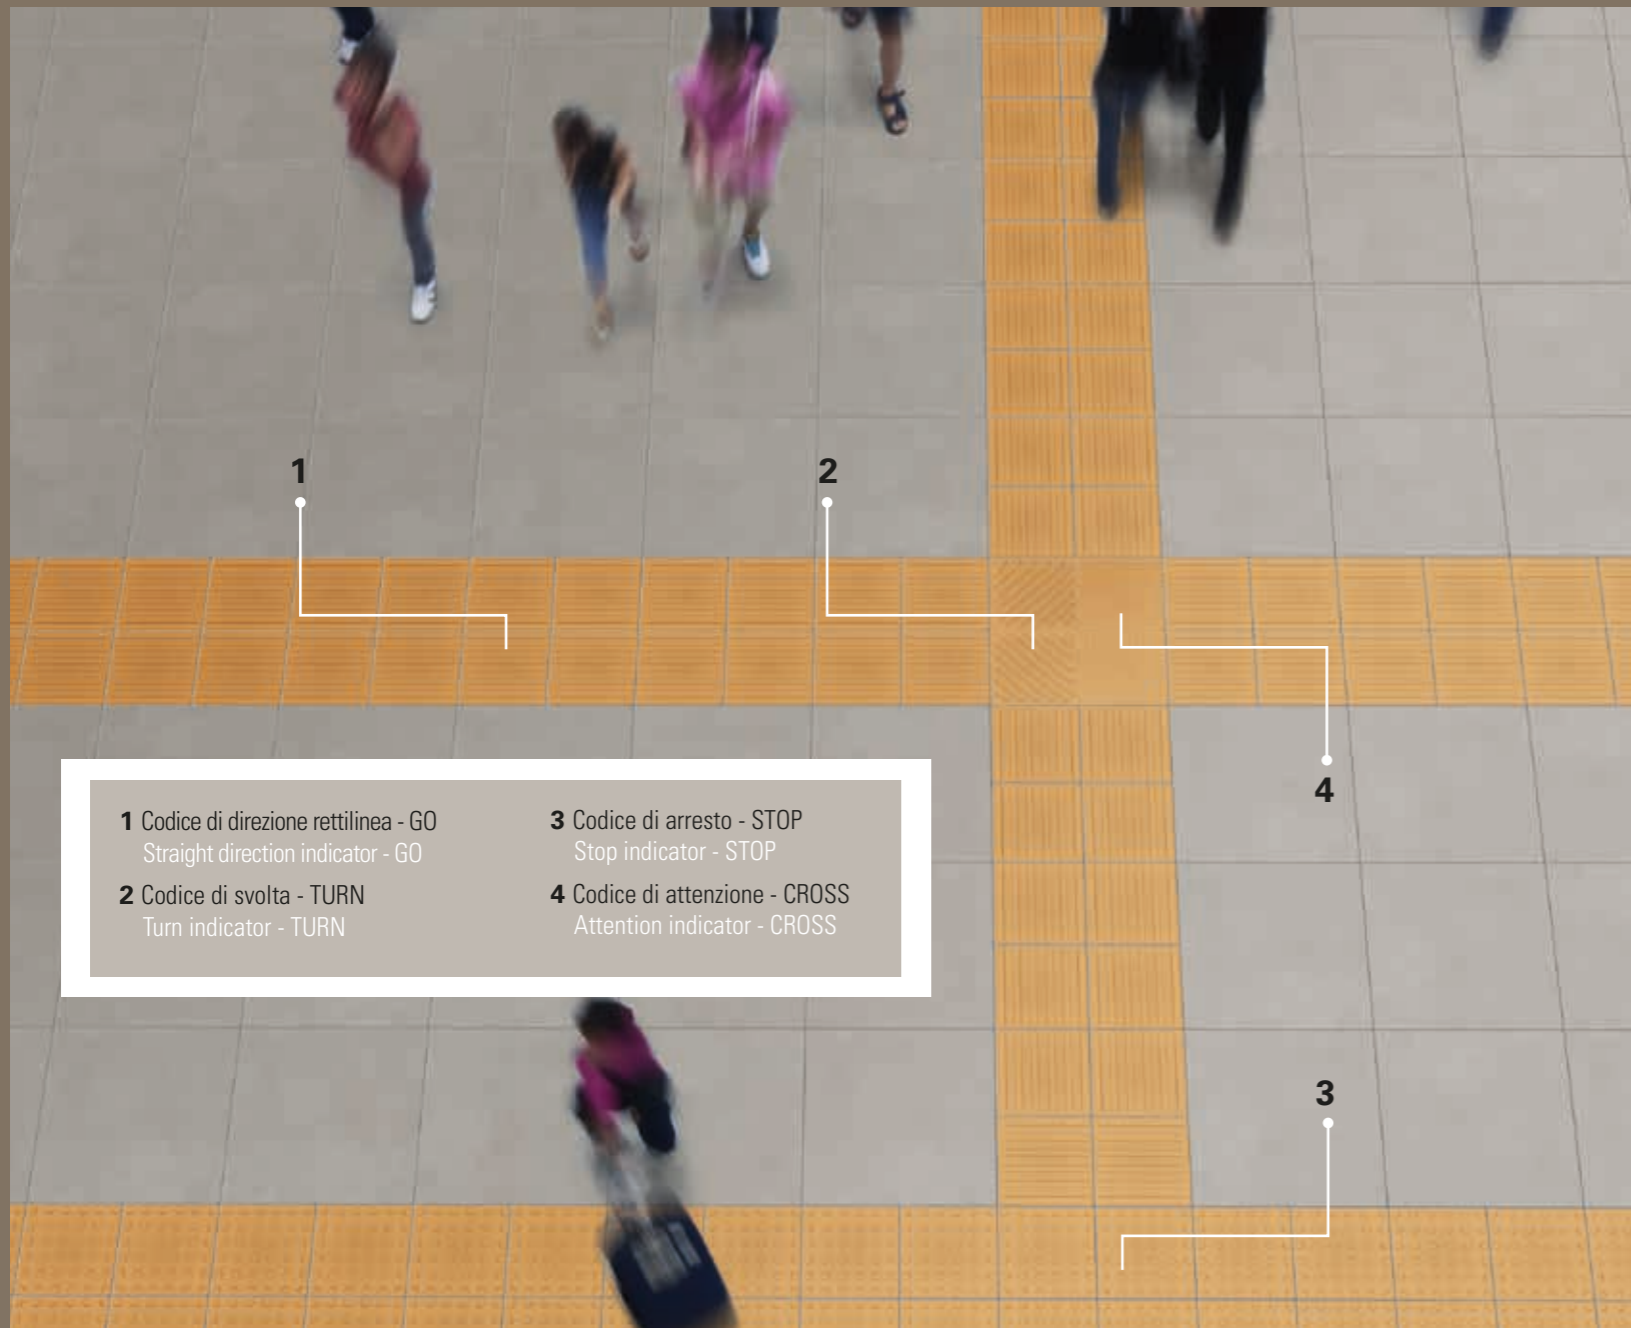 1
2
4
1 Codice di direzione rettilinea - GO
Straight direction indicator - GO
2 Codice di svolta - TURN
Turn indicator - TURN
3 Codice di arresto - STOP
Stop indicator - STOP
4 Codice di attenzione - CROSS
Attention indicator - CROSS
3